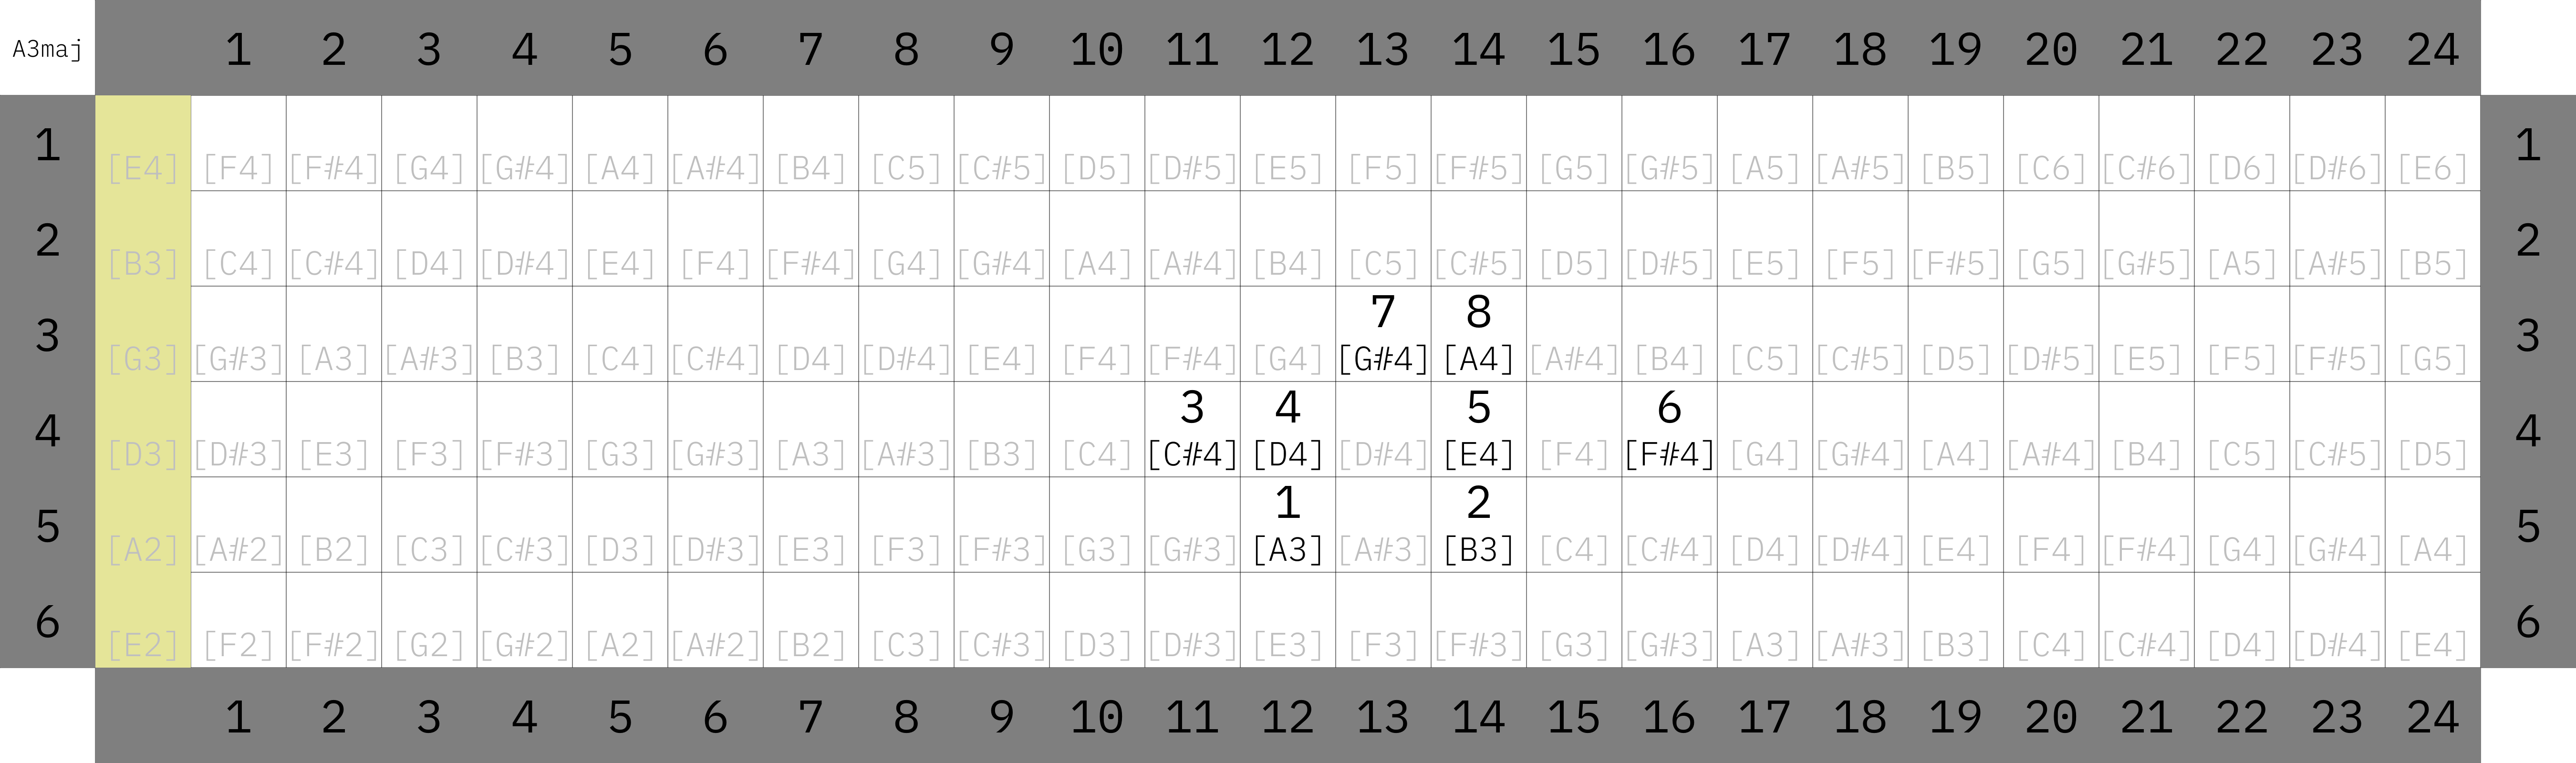 A3maj 1 2 3 4 5 6 7 8 9 10 11 12 13 14 15 16 17 18 19 20 21 22 23 24
1 [E4] [F4] [F#4] [G4] [G#4] [A4] [A#4] [B4] [C5] [C#5] [D5] [D#5] [E5] [F5] [F#5] [G5] [G#5] [A5] [A#5] [B5] [C6] [C#6] [D6] [D#6] [E6] 1
2 [B3] [C4] [C#4] [D4] [D#4] [E4] [F4] [F#4] [G4] [G#4] [A4] [A#4] [B4] [C5] [C#5] [D5] [D#5] [E5] [F5] [F#5] [G5] [G#5] [A5] [A#5] [B5] 2
7 8
3 [G3] [G#3] [A3] [A#3] [B3] [C4] [C#4] [D4] [D#4] [E4] [F4] [F#4] [G4] [G#4] [A4] [A#4] [B4] [C5] [C#5] [D5] [D#5] [E5] [F5] [F#5] [G5] 3
3 4 5 6
4 [D3] [D#3] [E3] [F3] [F#3] [G3] [G#3] [A3] [A#3] [B3] [C4] [C#4] [D4] [D#4] [E4] [F4] [F#4] [G4] [G#4] [A4] [A#4] [B4] [C5] [C#5] [D5] 4
1 2
5 [A2] [A#2] [B2] [C3] [C#3] [D3] [D#3] [E3] [F3] [F#3] [G3] [G#3] [A3] [A#3] [B3] [C4] [C#4] [D4] [D#4] [E4] [F4] [F#4] [G4] [G#4] [A4] 5
6 [E2] [F2] [F#2] [G2] [G#2] [A2] [A#2] [B2] [C3] [C#3] [D3] [D#3] [E3] [F3] [F#3] [G3] [G#3] [A3] [A#3] [B3] [C4] [C#4] [D4] [D#4] [E4] 6
1 2 3 4 5 6 7 8 9 10 11 12 13 14 15 16 17 18 19 20 21 22 23 24